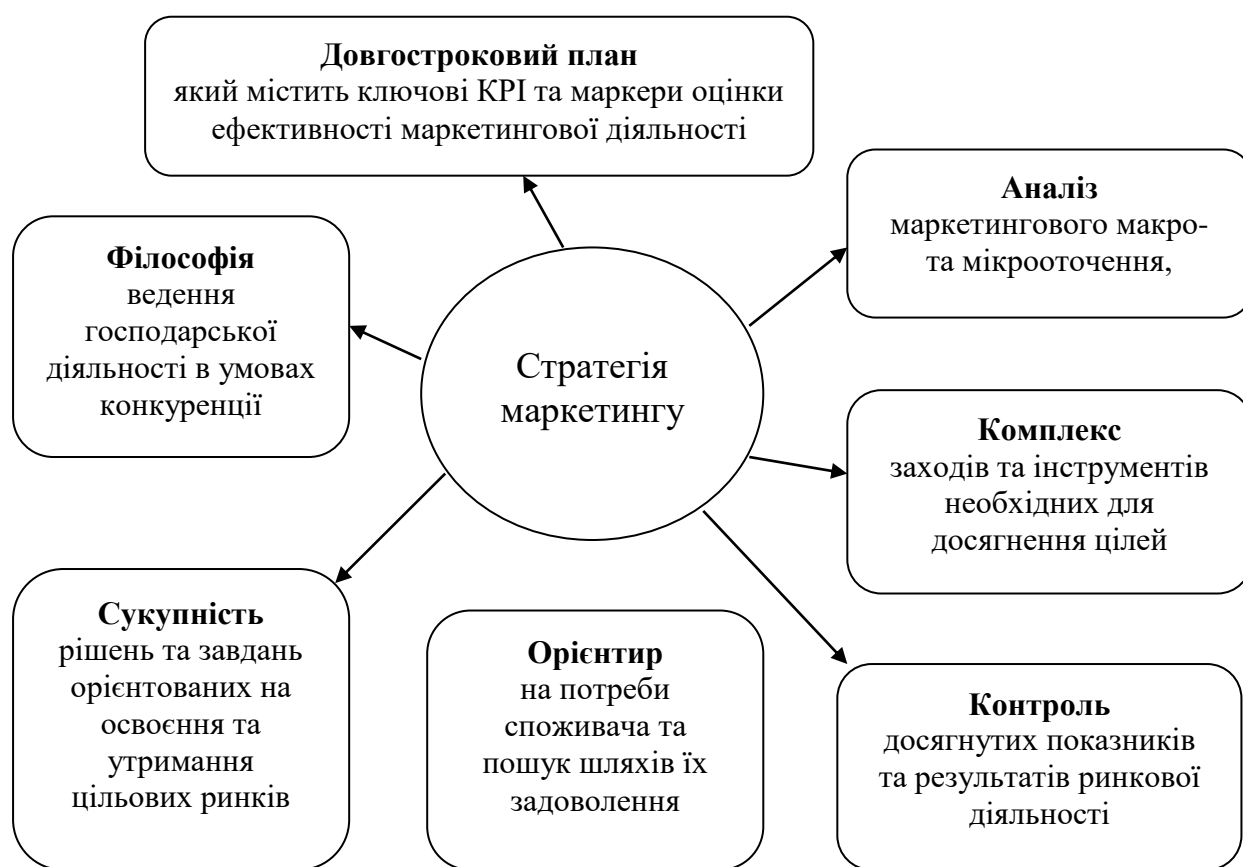 Довгостроковий план
який містить ключові КРІ та маркери оцінки
ефективності маркетингової діяльності
Аналіз
маркетингового макро-
та мікрооточення,
Філософія
ведення
господарської
діяльності в умовах
конкуренції
Стратегія
маркетингу
Комплекс
заходів та інструментів
необхідних для
досягнення цілей
Сукупність
рішень та завдань
орієнтованих на
освоєння та
утримання
цільових ринків
Орієнтир
на потреби
споживача та
пошук шляхів їх
задоволення
Контроль
досягнутих показників
та результатів ринкової
діяльності